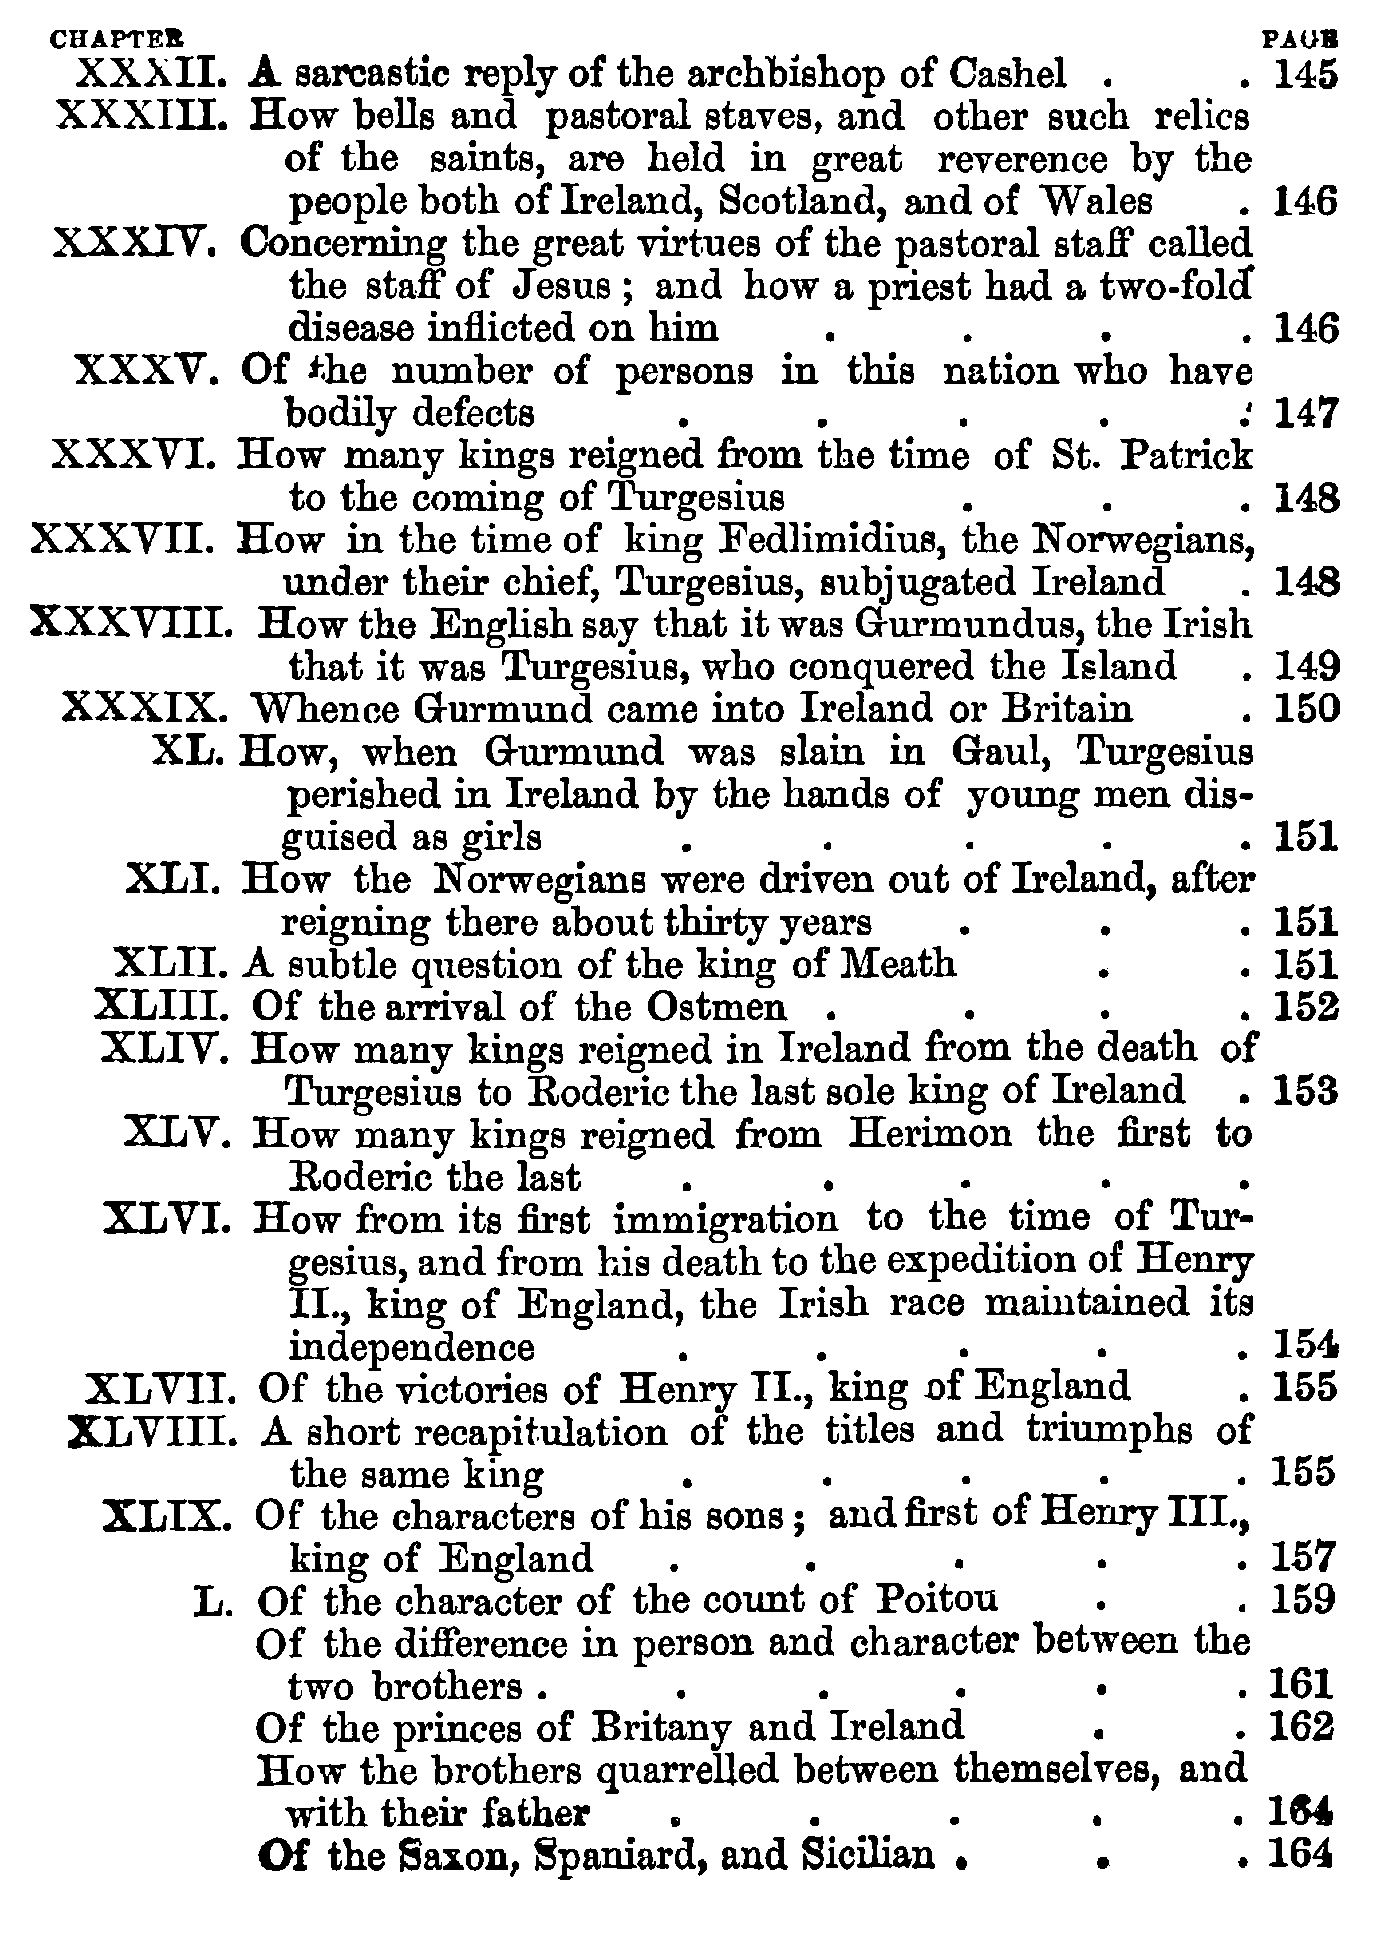 CHAPTER PAGE
XXXII. A sarcastic reply of the archbishop of Cashel . . 145
XXXIII. How bells and pastoral staves, and other such relics
of the saints, are held in great reverence by the
people both of Ireland, Scotland, and of Wales . 146
XXXIV. Concerning the great virtues of the pastoral staff called
the staff of Jesus ; and how a priest had a two-fold
disease inflicted on him . . . . 146
XXXV. Of the number of persons in this nation who have
bodily defects . . . . . 147
XXXVI. How many kings reigned from the time of St. Patrick
to the coming of Turgesius . . . 148
XXXVII. How in the time of king Fedlimidius, the Norwegians,
under their chief, Turgesius, subjugated Ireland . 148
XXXVIII. How the English say that it was Gurmundus, the Irish
that it was Turgesius, who conquered the Island . 149
XXXIX. Whence Gurmund came into Ireland or Britain . 150
XL. How, when Gurmund was slain in Gaul, Turgesius
perished in Ireland by the hands of young men dis-
guised as girls . . . . . 151
XLI. How the Norwegians were driven out of Ireland, after
reigning there about thirty years . . . 151
XLII. A subtle question of the king of Meath . . 151
XLIII. Of the arrival of the Ostmen . . . . 152
XLIV. How many kings reigned in Ireland from the death of
Turgesius to Roderic the last sole king of Ireland . 153
XLV. How many kings reigned from Herimon the first to
Roderic the last . . . . .
XLVI. How from its first immigration to the time of Tur-
gesius, and from his death to the expedition of Henry
II., king of England, the Irish race maintained its
independence . . . . . 154
XLVII. Of the victories of Henry II., king of England . 155
XLVIII. A short recapitulation of the titles and triumphs of
the same king . . . . . 155
XLIX. Of the characters of his sons ; and first of Henry III.,
king of England . . . . . 157
L. Of the character of the count of Poitou . . 159
Of the difference in person and character between the
two brothers . . . . . . 161
Of the princes of Britany and Ireland . . 162
How the brothers quarrelled between themselves, and
with their father . . . . . 164
Of the Saxon, Spaniard, and Sicilian . . . 164